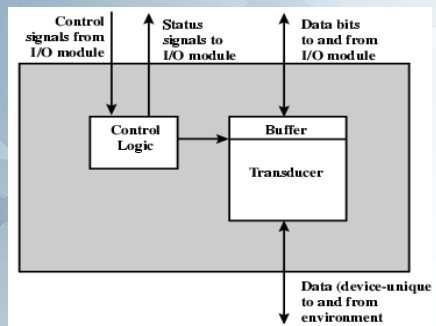 Control
signals from
I/O module
Status
signals to
I/O module
Data bits
to and from
I/O module
Control
Logic
Buffer
Transducer
Data (device-unique
to and from
environment